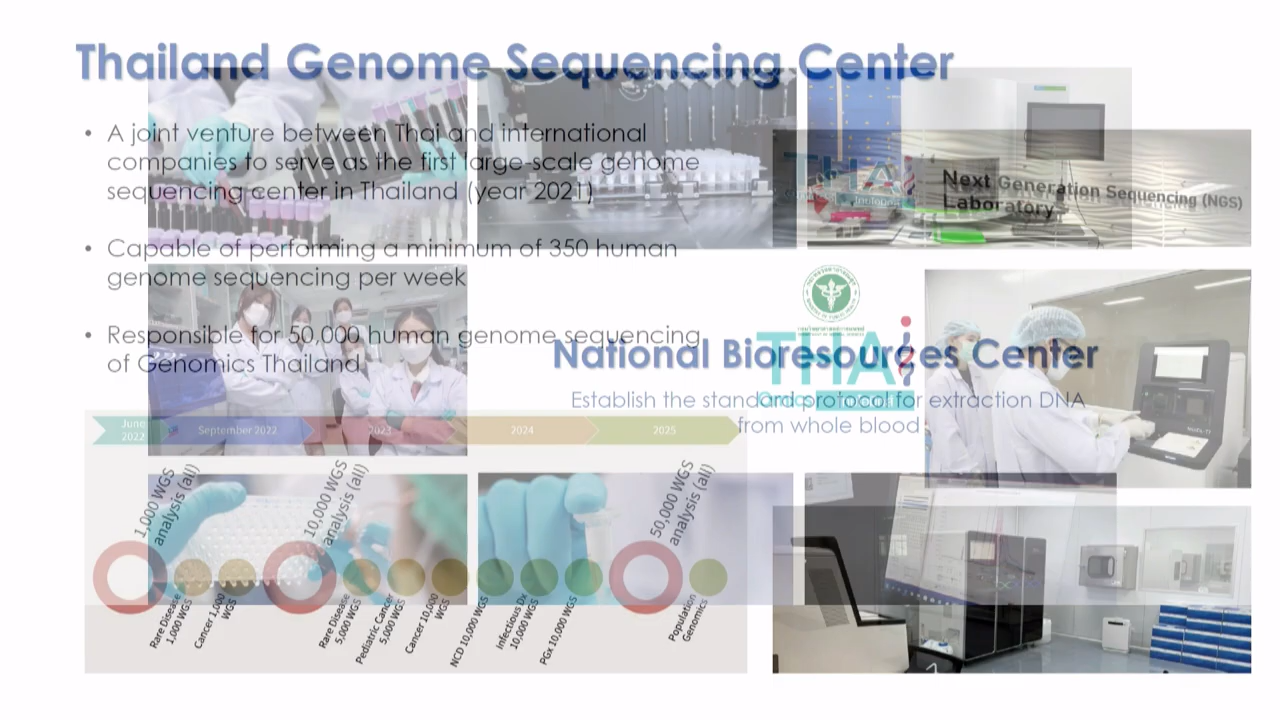 Thailand Genome Sequencing Center
• A joint venture between Thai and international
companies to serve as the first large-scale genome
sequencing center in Thailand (year 2021)
• Capable of performing a minimum of 350 human
genome sequencing per week
• Responsible for 50,000 human genome sequencing
of Genomics Thailand
Next Generation Sequencing (NGS)
Laboratory
THAi
National Bioresources Center
Establish the standard protocol for extraction DNA
from whole blood
June
2022
September 2022
2023
2024
2025
1,000 WGS
analysis (all)
10,000 WGS
analysis (all)
50,000 WGS
analysis (all)
Rare Disease
1,000 WGS
Cancer 1,000
WGS
Rare Disease
5,000 WGS
Pediatric Cancer
5,000 WGS
Cancer 10,000
WGS
NCD 10,000 WGS
Infectious Dx
10,000 WGS
PGx 10,000 WGS
Population
Genomics